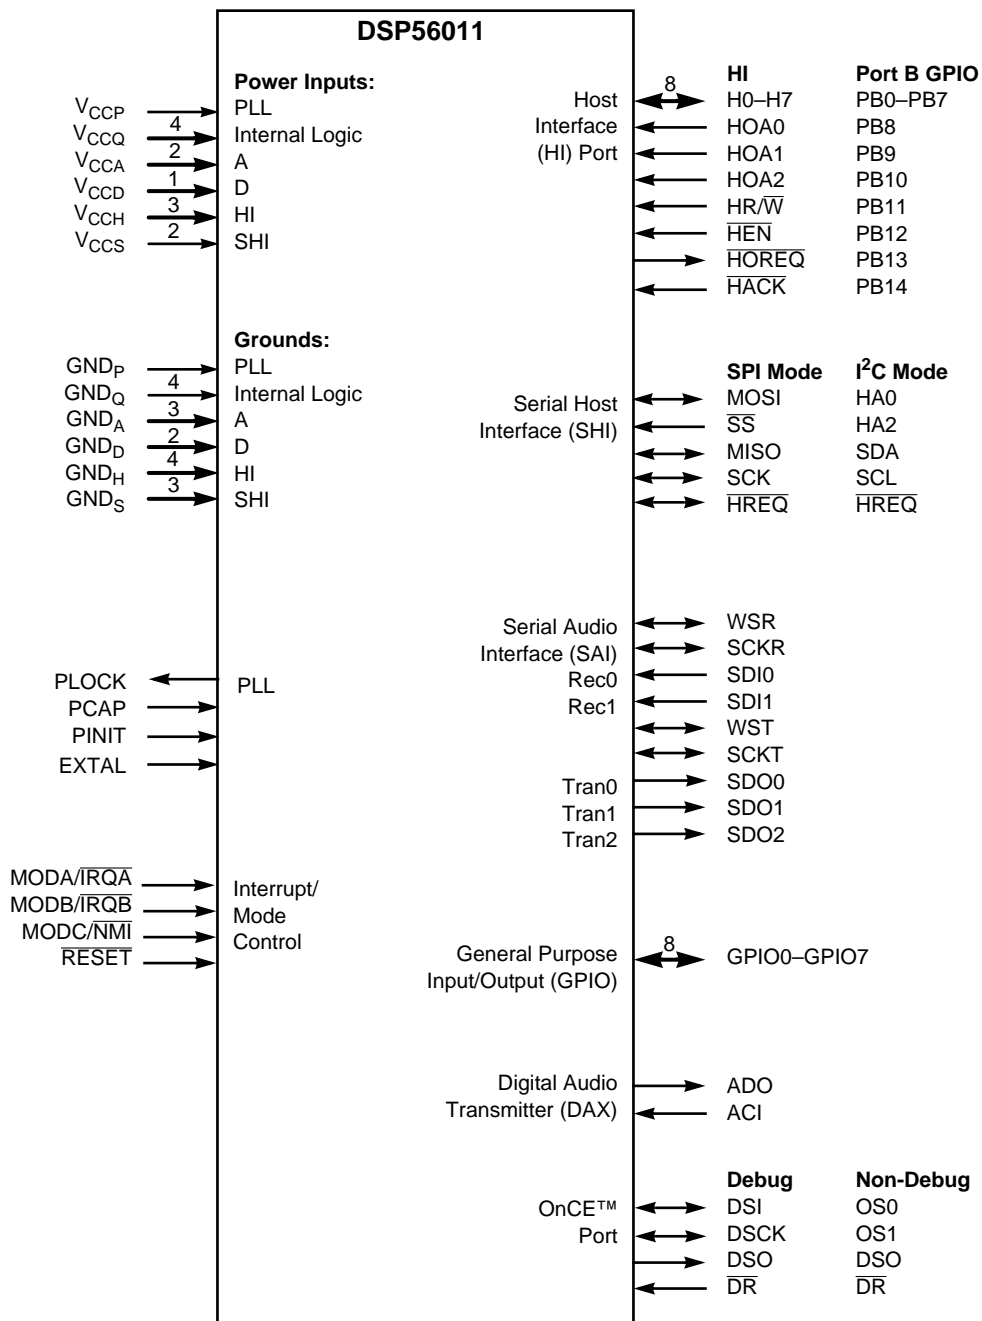 DSP56011
Power Inputs:
VCCP PLL
VCCQ 4 Internal Logic
VCCA 2 A
VCCD 1 D
VCCH 3 HI
VCCS 2 SHI
Grounds:
GNDP PLL
GNDQ 4 Internal Logic
GNDA 3 A
GNDD 2 D
GNDH 4 HI
GNDS 3 SHI
PLOCK PLL
PCAP
PINIT
EXTAL
MODA/IRQA Interrupt/
MODB/IRQB Mode
MODC/NMI Control
RESET
HI Port B GPIO
Host 8 H0–H7 PB0–PB7
Interface HOA0 PB8
(HI) Port HOA1 PB9
HOA2 PB10
HR/W PB11
HEN PB12
HOREQ PB13
HACK PB14
SPI Mode I2C Mode
Serial Host MOSI HA0
Interface (SHI) SS HA2
MISO SDA
SCK SCL
HREQ HREQ
Serial Audio WSR
Interface (SAI) SCKR
Rec0 SDI0
Rec1 SDI1
WST
SCKT
Tran0 SDO0
Tran1 SDO1
Tran2 SDO2
General Purpose 8 GPIO0–GPIO7
Input/Output (GPIO)
Digital Audio ADO
Transmitter (DAX) ACI
Debug Non-Debug
OnCE™ DSI OS0
Port DSCK OS1
DSO DSO
DR DR